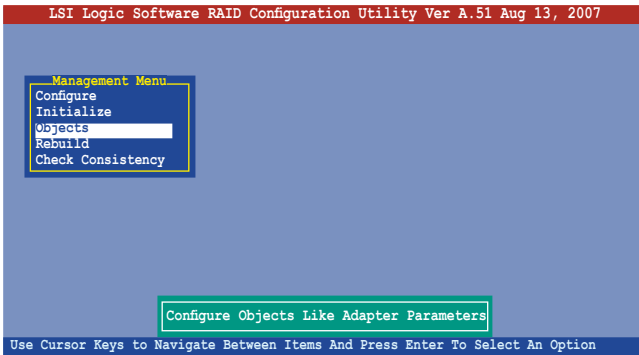 LSI Logic Software RAID Configuration Utility Ver A.51 Aug 13, 2007
Management Menu
Configure
Initialize
Objects
Rebuild
Check Consistency
Configure Objects Like Adapter Parameters
Use Cursor Keys to Navigate Between Items And Press Enter To Select An Option